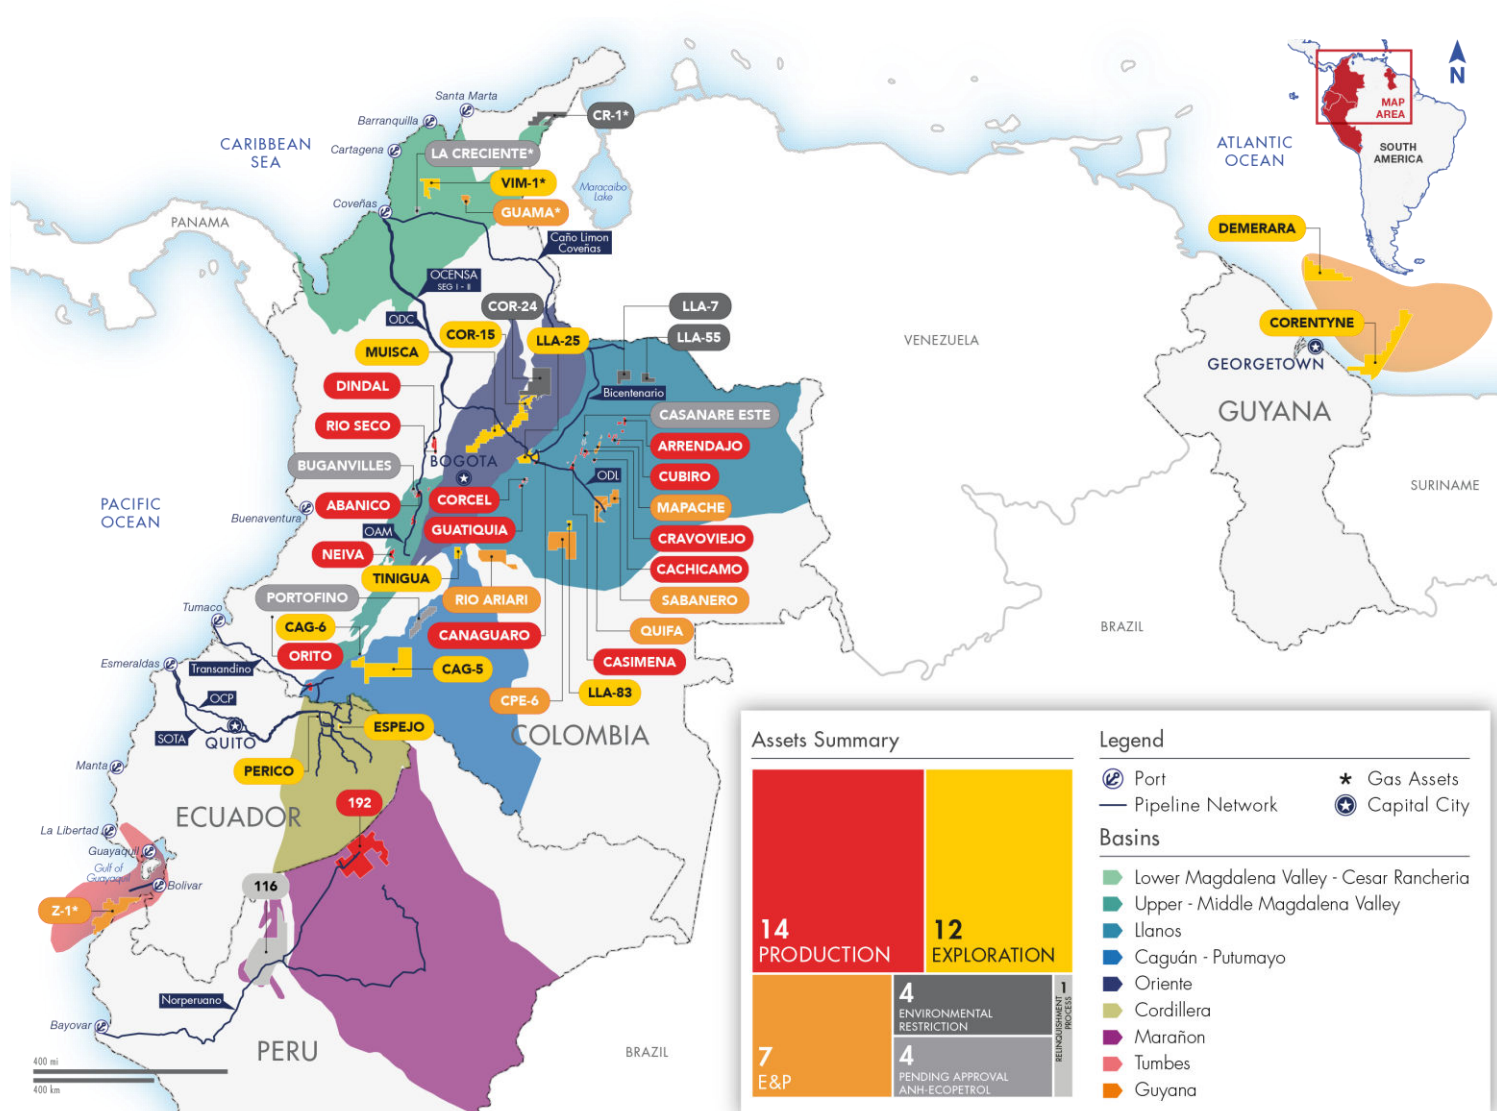 Santa Marta
Barranquilla
Cartagena
Coveñas
CARIBBEAN
SEA
CR-1*
LA CRECIENTE*
VIM-1*
GUAMA*
Maracaibo
Lake
PANAMA
Caño Limon
Coveñas
OCENSA
SEG I - II
ODC
COR-24
COR-15
LLA-25
LLA-7
LLA-55
MUISCA
DINDAL
RIO SECO
BUGANVILLES
ABANICO
BOGOTA
Bicentenario
CASANARE ESTE
ARRENDAJO
CUBIRO
MAPACHE
CRAVOVIEJO
CACHICAMO
SABANERO
QUIFA
CASIMENA
LLA-83
CPE-6
ODL
CORCEL
GUATIQUIA
OAM
NEIVA
TINIGUA
RIO ARIARI
CANAGUARO
PORTOFINO
CAG-6
ORITO
CAG-5
PACIFIC
OCEAN
Buenaventura
Tumaco
Esmeraldas
Transandino
OCP
SOTA
QUITO
ESPEJO
PERICO
COLOMBIA
Manta
ECUADOR
192
La Libertad
Guayaquil
Gulf of
Guayaquil
Bolivar
Z-1*
116
Norperuano
Bayovar
PERU
BRAZIL
400 mi
400 km
VENEZUELA
BRAZIL
ATLANTIC
OCEAN
DEMERARA
CORENTYNE
GEORGETOWN
GUYANA
SURINAME
N
MAP
AREA
SOUTH
AMERICA
Assets Summary
14
PRODUCTION
12
EXPLORATION
7
E&P
4
ENVIRONMENTAL
RESTRICTION
4
PENDING APPROVAL
ANH-ECOPETROL
1
RELINQUISHMENT
PROCESS
Legend
Port
* Gas Assets
Pipeline Network
Capital City
Basins
Lower Magdalena Valley - Cesar Rancheria
Upper - Middle Magdalena Valley
Llanos
Caguán - Putumayo
Oriente
Cordillera
Marañon
Tumbes
Guyana